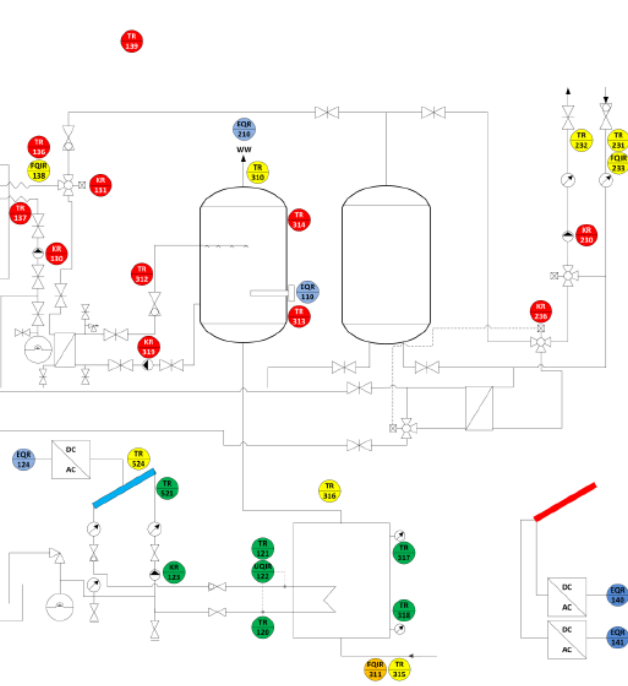 TR
139
EQR
210
WW
TR
310
TR
136
FQIR
138
KR
131
TR
137
KR
130
TR
312
TR
314
EQR
110
TR
313
KR
319
TR
232
TR
231
FQIR
233
KR
230
KR
236
EQR
124
DC
AC
TR
524
TR
521
TR
316
TR
121
UQIR
122
KR
123
TR
120
TR
317
TR
318
FQIR
311
TR
315
DC
AC
EQR
140
DC
AC
EQR
141